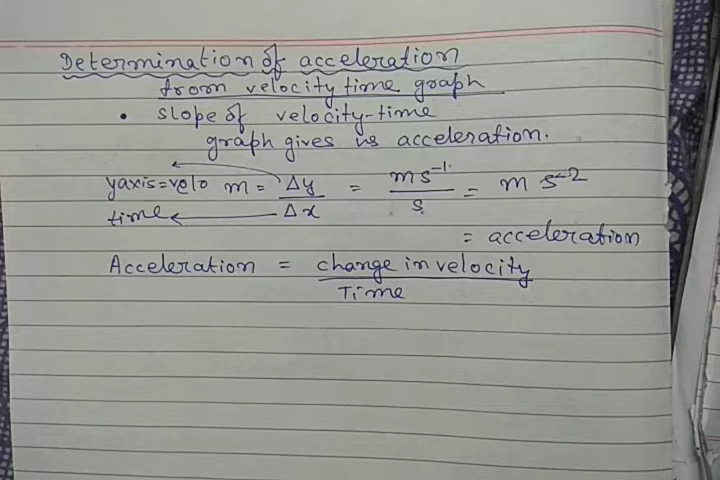 Determination of acceleration
from velocity time graph
• slope of velocity-time
graph gives us acceleration.
yaxis=velo m = Δy/Δx = ms⁻¹/s = m s⁻²
time
= acceleration
Acceleration = change in velocity
Time